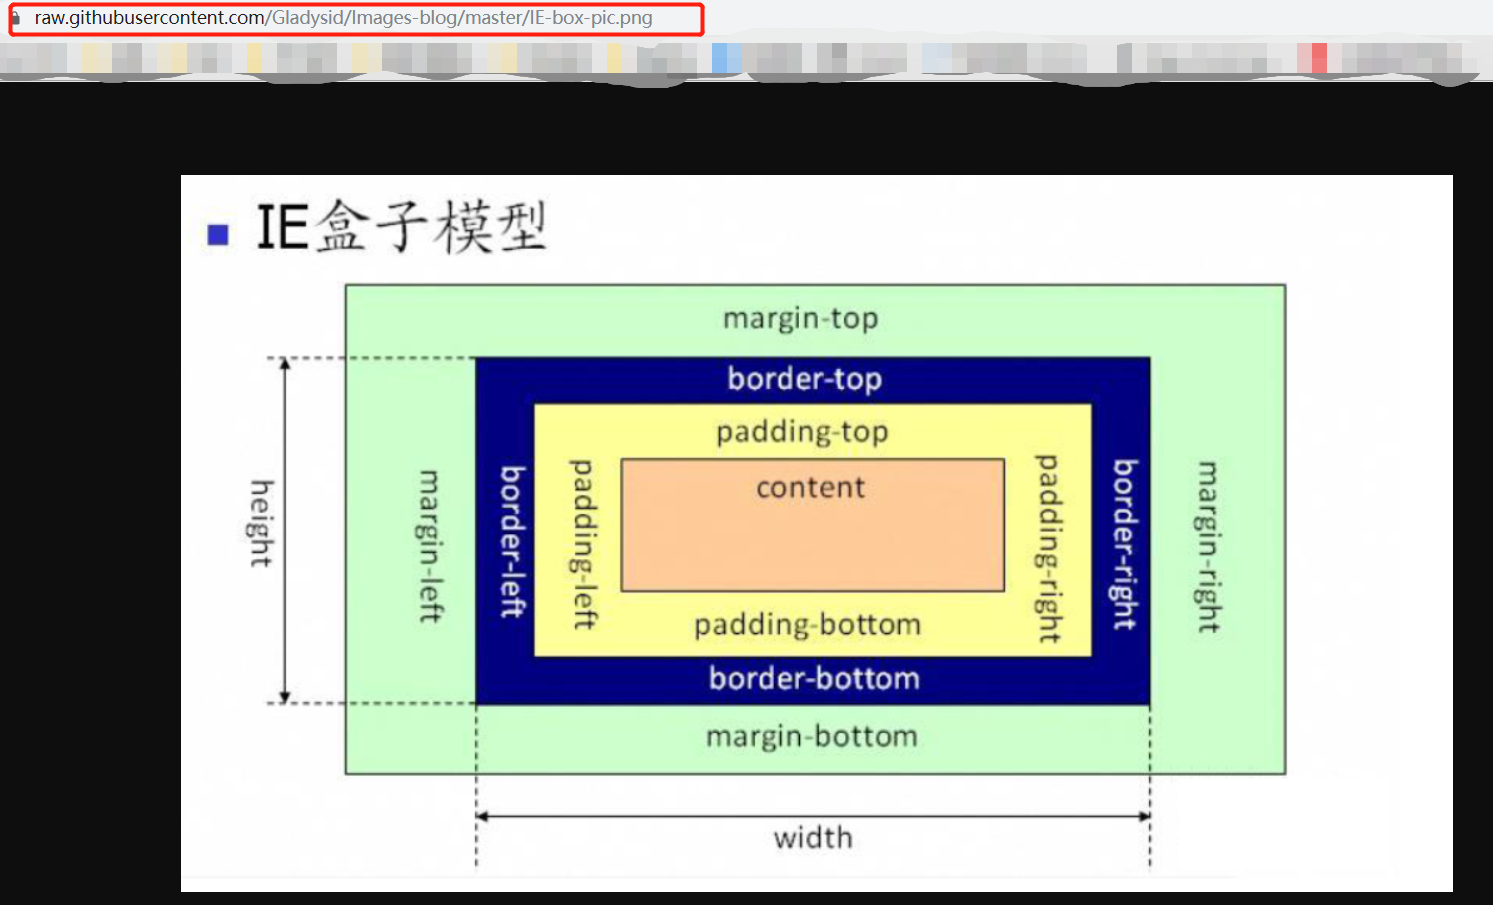 raw.githubusercontent.com/Gladysid/Images-blog/master/IE-box-pic.png
IE盒子模型
margin-top
border-top
padding-top
content
height
margin-left
border-left
padding-left
padding-right
border-right
margin-right
padding-bottom
border-bottom
margin-bottom
width